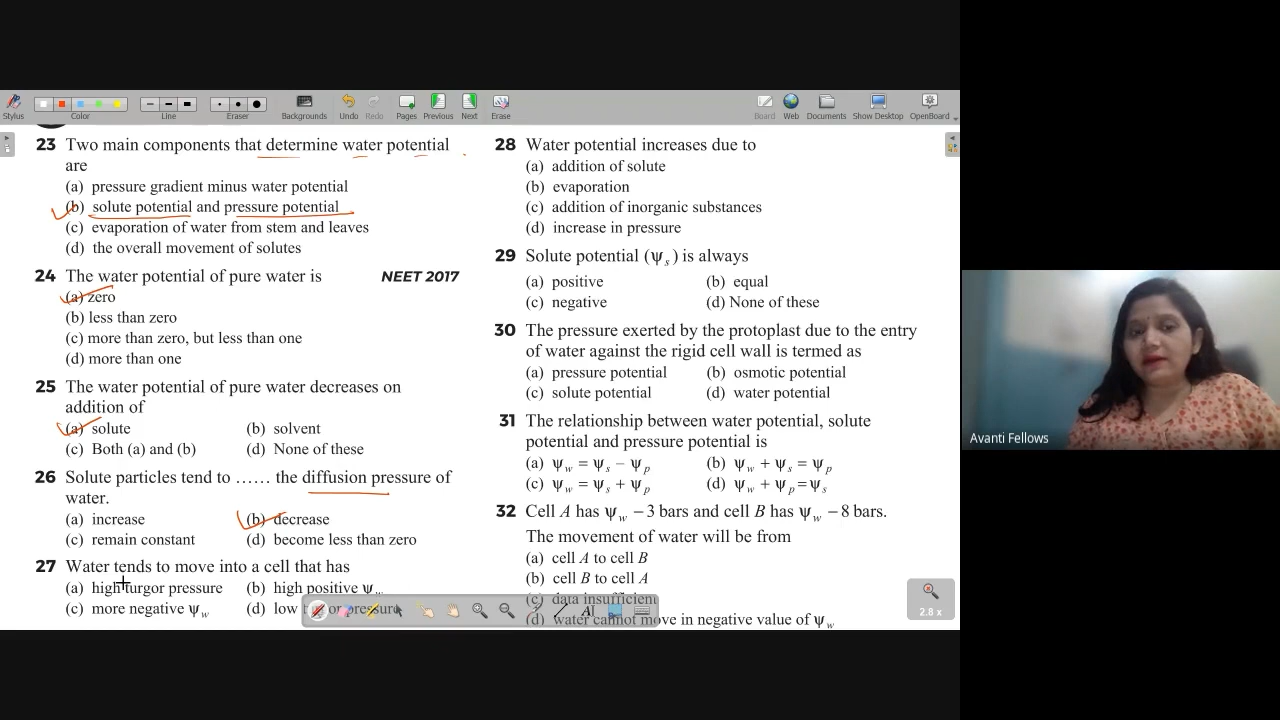 Stylus
Color
Line
Eraser
Backgrounds
Undo
Redo
Pages
Previous
Next
Erase
Board
Web
Documents
Show Desktop
OpenBoard
23 Two main components that determine water potential
are
(a) pressure gradient minus water potential
(b) solute potential and pressure potential
(c) evaporation of water from stem and leaves
(d) the overall movement of solutes
24 The water potential of pure water is NEET 2017
(a) zero
(b) less than zero
(c) more than zero, but less than one
(d) more than one
25 The water potential of pure water decreases on
addition of
(a) solute (b) solvent
(c) Both (a) and (b) (d) None of these
26 Solute particles tend to ...... the diffusion pressure of
water.
(a) increase (b) decrease
(c) remain constant (d) become less than zero
27 Water tends to move into a cell that has
(a) high turgor pressure (b) high positive ψw
(c) more negative ψw (d) low turgor pressure
28 Water potential increases due to
(a) addition of solute
(b) evaporation
(c) addition of inorganic substances
(d) increase in pressure
29 Solute potential (ψs) is always
(a) positive (b) equal
(c) negative (d) None of these
30 The pressure exerted by the protoplast due to the entry
of water against the rigid cell wall is termed as
(a) pressure potential (b) osmotic potential
(c) solute potential (d) water potential
31 The relationship between water potential, solute
potential and pressure potential is
(a) ψw = ψs − ψp (b) ψw + ψs = ψp
(c) ψw = ψs + ψp (d) ψw + ψp = ψs
32 Cell A has ψw − 3 bars and cell B has ψw − 8 bars.
The movement of water will be from
(a) cell A to cell B
(b) cell B to cell A
(c) data insufficient
(d) water cannot move in negative value of ψw
2.8 x
Avanti Fellows